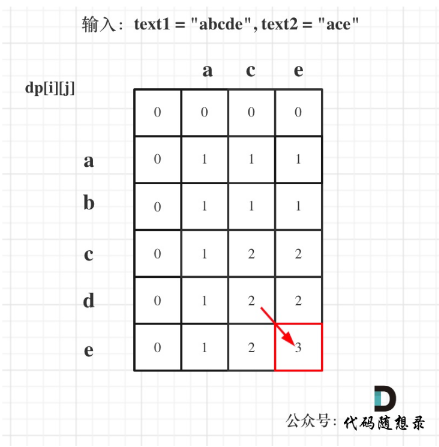 输入：text1 = "abcde", text2 = "ace"
a c e
dp[i][j]
0 0 0 0
a 0 1 1 1
b 0 1 1 1
c 0 1 2 2
d 0 1 2 2
e 0 1 2 3
公众号：代码随想录